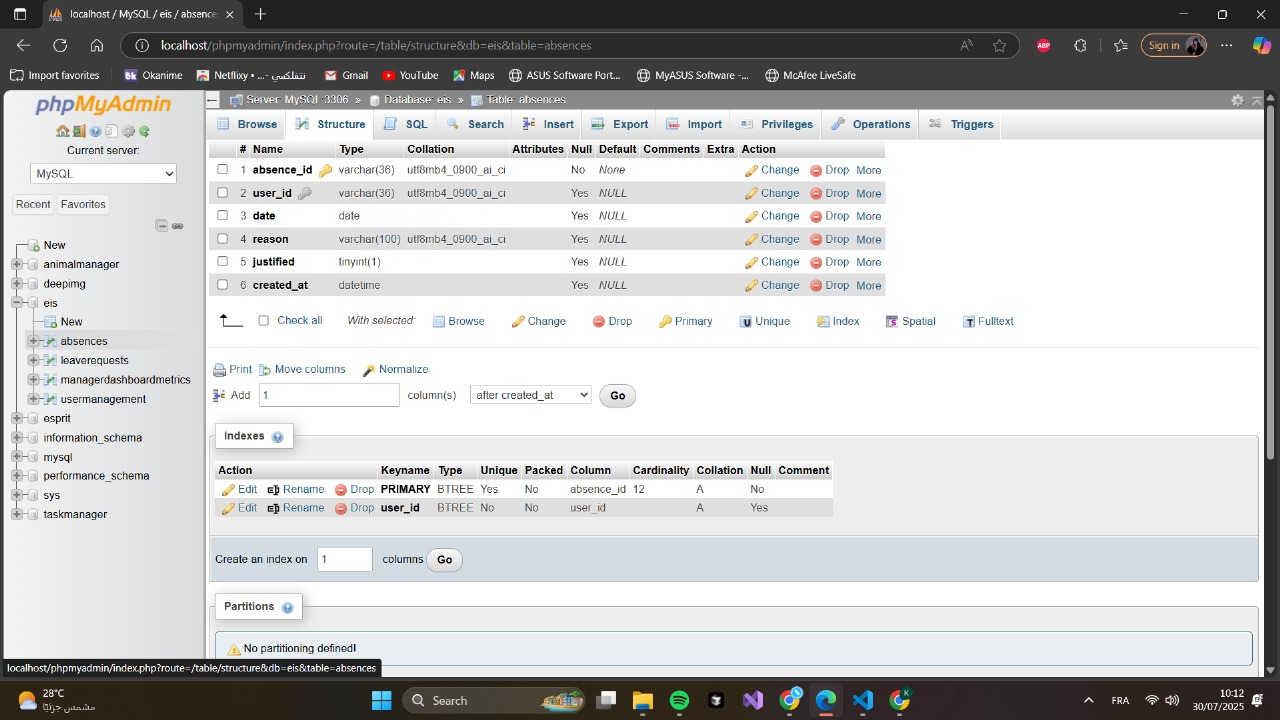 localhost / MySQL / eis / absence
localhost/phpmyadmin/index.php?route=/table/structure&db=eis&table=absences
ABP
Sign in
Import favorites
Bk Okanime
Netflixy • ...- نتفلكسي
Gmail
YouTube
Maps
ASUS Software Port...
MyASUS Software -...
McAfee LiveSafe
phpMyAdmin
Current server:
MySQL
Recent Favorites
New
animalmanager
deepimg
eis
New
absences
leaverequests
managerdashboardmetrics
usermanagement
esprit
information_schema
mysql
performance_schema
sys
taskmanager
Server: MySQL:3306 » Database: eis » Table: absences
Browse Structure SQL Search Insert Export Import Privileges Operations Triggers
# Name Type Collation Attributes Null Default Comments Extra Action
1 absence_id varchar(36) utf8mb4_0900_ai_ci No None Change Drop More
2 user_id varchar(36) utf8mb4_0900_ai_ci Yes NULL Change Drop More
3 date date Yes NULL Change Drop More
4 reason varchar(100) utf8mb4_0900_ai_ci Yes NULL Change Drop More
5 justified tinyint(1) Yes NULL Change Drop More
6 created_at datetime Yes NULL Change Drop More
Check all With selected: Browse Change Drop Primary Unique Index Spatial Fulltext
Print Move columns Normalize
Add 1 column(s) after created_at Go
Indexes
Action Keyname Type Unique Packed Column Cardinality Collation Null Comment
Edit Rename Drop PRIMARY BTREE Yes No absence_id 12 A No
Edit Rename Drop user_id BTREE No No user_id A Yes
Create an index on 1 columns Go
Partitions
No partitioning defined!
localhost/phpmyadmin/index.php?route=/table/structure&db=eis&table=absences
28°C
مشمس جزئيًا
Search
FRA
10:12
30/07/2025